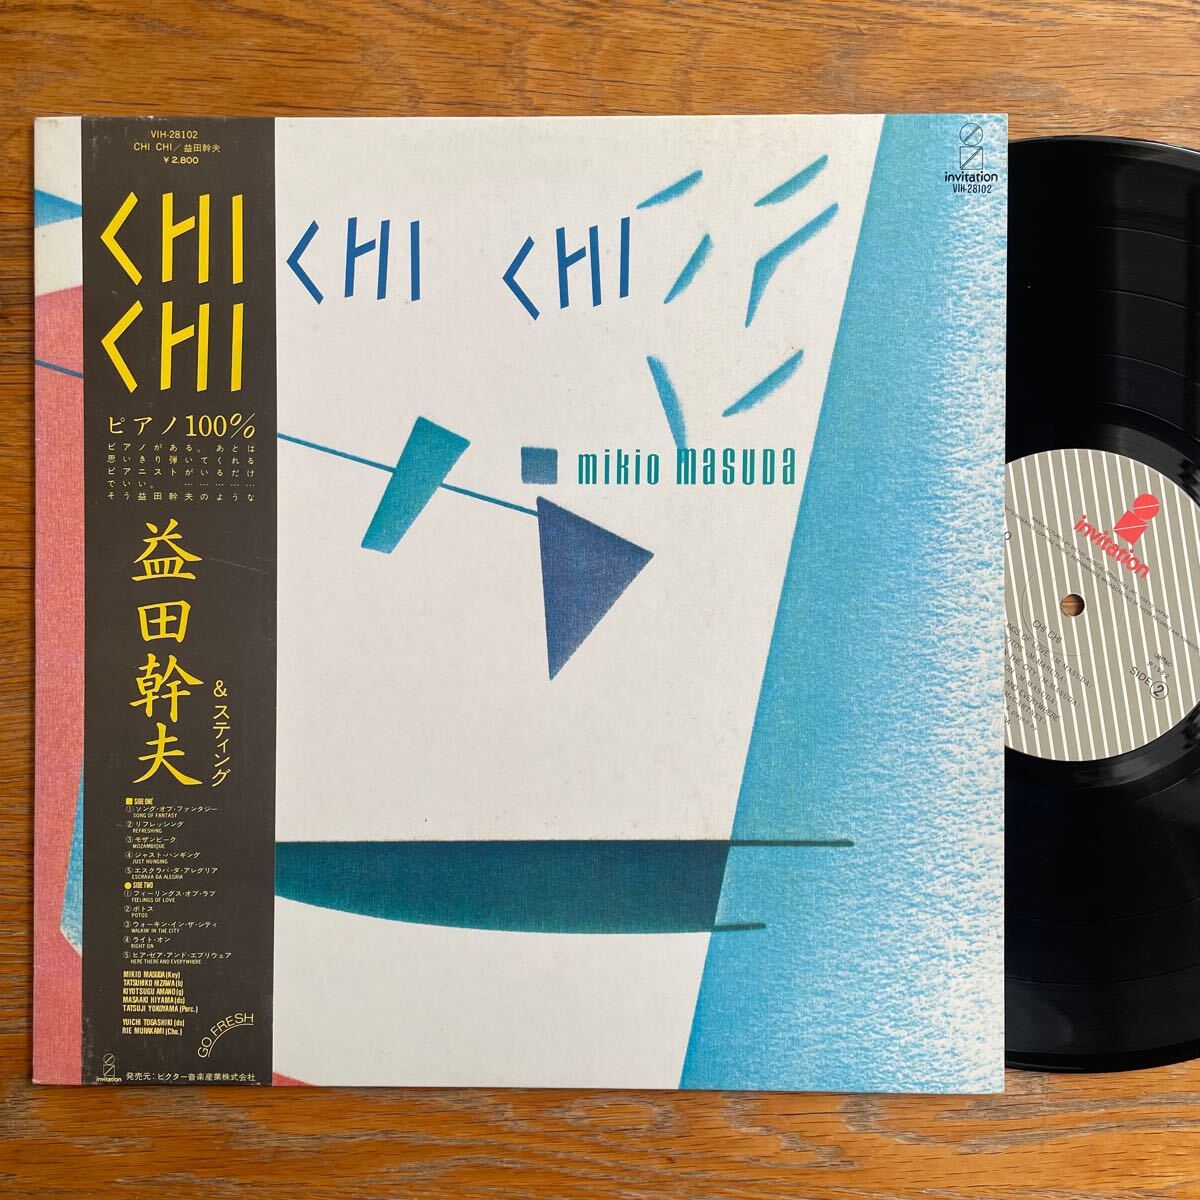 VIH-28102
CHI CHI/益田幹夫
¥2,800
CHI
CHI
ピアノ100%
ピアノがある。あとは
思いきり弾いてくれる
ピアニストがいるだけ
でいい。 ………………
そう益田幹夫のような
益田幹夫
&スティング
SIDE ONE
①ソング・オブ・ファンタジー
SONG OF FANTASY
②リフレッシング
REFRESHING
③モザンビーク
MOZAMBIQUE
④ジャスト・ハンギング
JUST HUNGING
⑤エスクラバ・ダ・アレグリア
ESCRAVA DA ALEGRIA
SIDE TWO
①フィーリングス・オブ・ラブ
FEELINGS OF LOVE
②ポトス
POTOS
③ウォーキン・イン・ザ・シティ
WALKIN' IN THE CITY
④ライト・オン
RIGHT ON
⑤ヒア・ゼア・アンド・エブリウェア
HERE THERE AND EVERYWHERE
MIKIO MASUDA (Key)
TATSUHIKO HIZAWA (b)
KIYOTSUGU AMANO (g)
MASAAKI HIYAMA (ds)
TATSUJI YOKOYAMA (Perc.)
YUICHI TOGASHIKI (ds)
RIE MURAKAMI (Cho.)
GO FRESH
invitation
発売元：ビクター音楽産業株式会社
CHI CHI
mikio MASUDA
invitation
VIH-28102
invitation
CHI CHI
SIDE ②